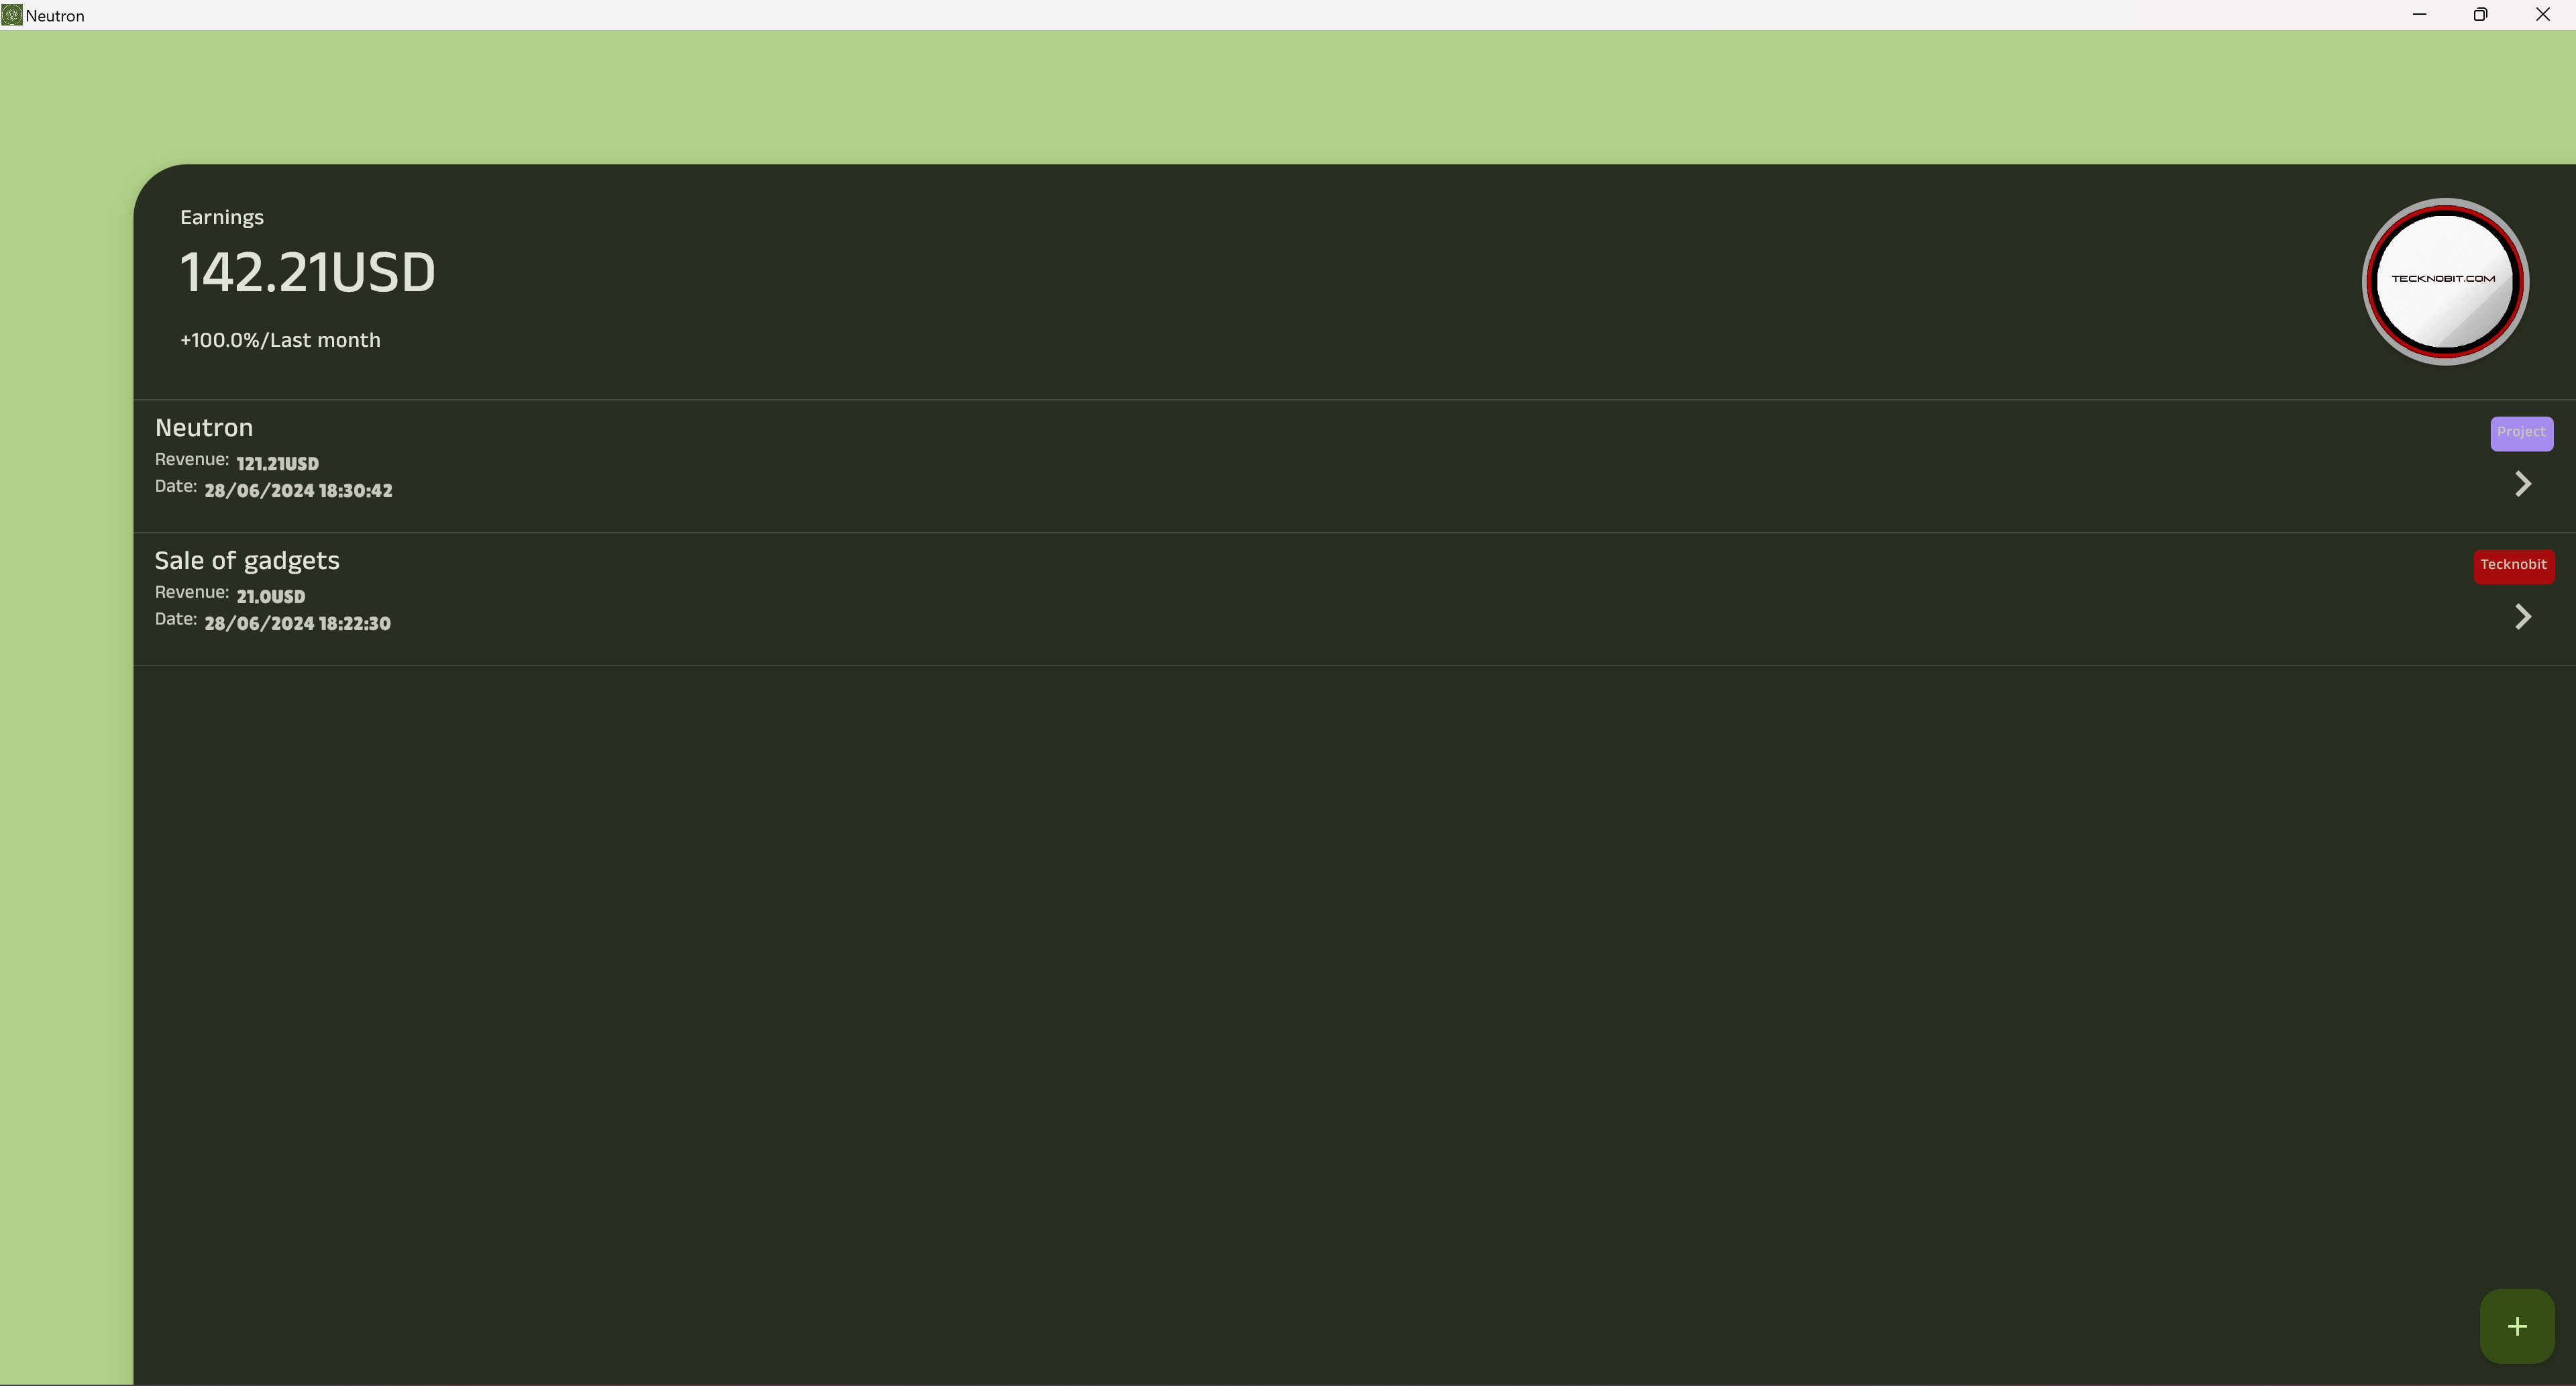 Neutron
Earnings
142.21USD
+100.0%/Last month
TECKNOBIT.COM
Neutron
Project
Revenue: 121.21USD
Date: 28/06/2024 18:30:42
Sale of gadgets
Tecknobit
Revenue: 21.0USD
Date: 28/06/2024 18:22:30